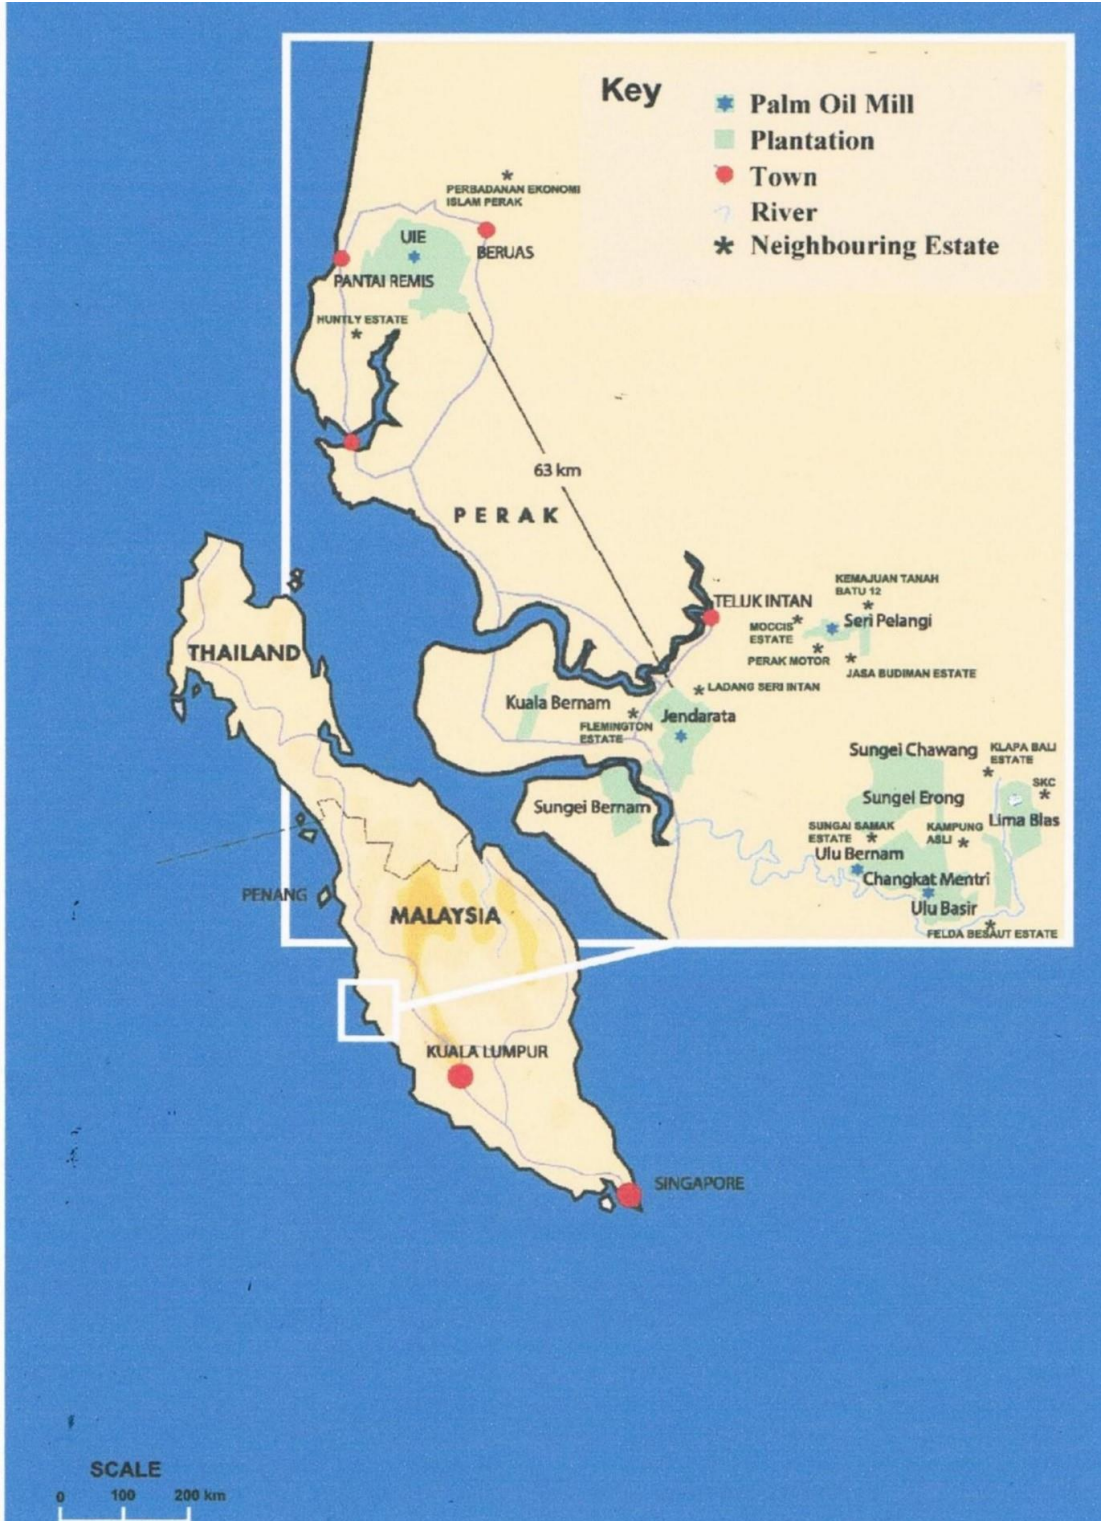 Key
Palm Oil Mill
Plantation
Town
River
Neighbouring Estate
PERBADANAN EKONOMI
ISLAM PERAK
UIE
BERUAS
PANTAI REMIS
HUNTLY ESTATE
63 km
PERAK
KEMAJUAN TANAH
BATU 12
TELUK INTAN
Seri Pelangi
MOCCIS
ESTATE
PERAK MOTOR
JASA BUDIMAN ESTATE
THAILAND
LADANG SERI INTAN
Kuala Bernam
Jendarata
FLEMINGTON
ESTATE
Sungei Chawang
KLAPA BALI
ESTATE
SKC
Sungei Erong
Sungei Bernam
Lima Blas
SUNGAI SAMAK
ESTATE
KAMPUNG
ASLI
Ulu Bernam
Changkat Mentri
Ulu Basir
FELDA BESAUT ESTATE
PENANG
MALAYSIA
KUALA LUMPUR
SINGAPORE
SCALE
0 100 200 km